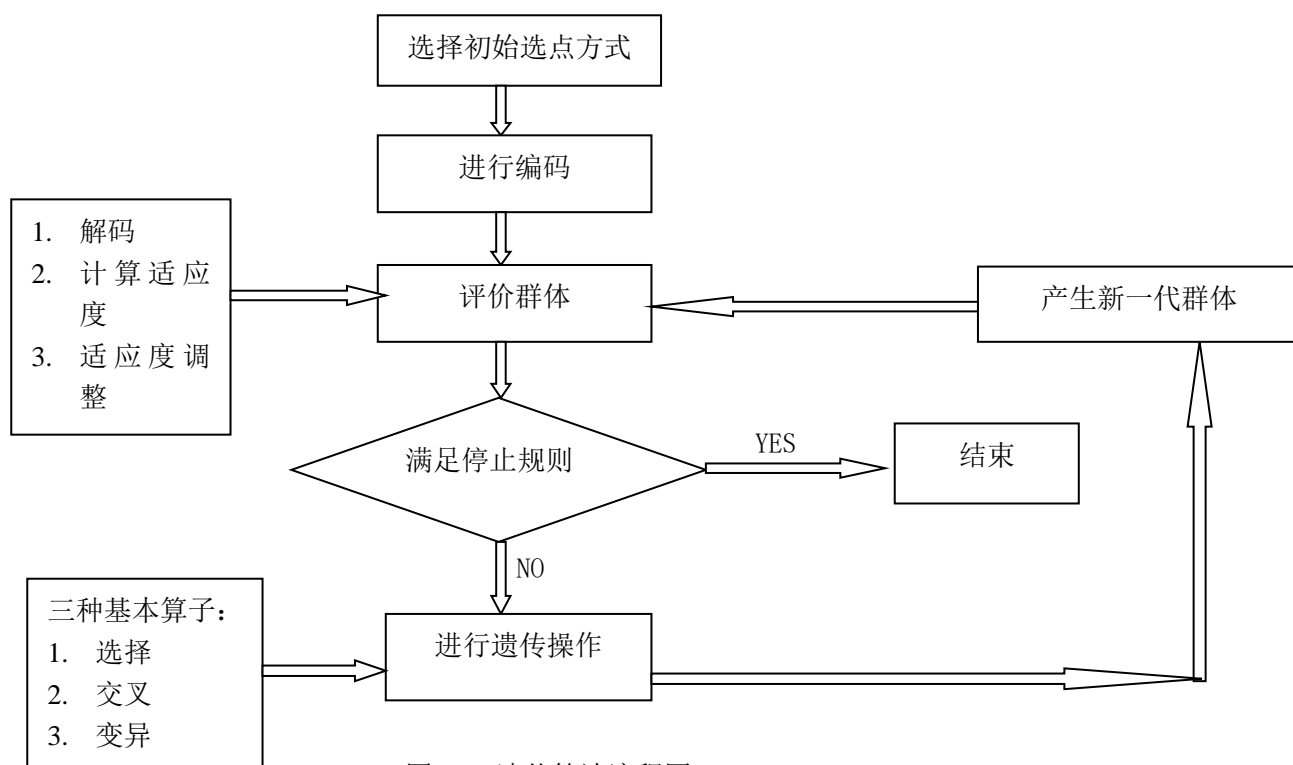 选择初始选点方式
进行编码
1. 解码
2. 计算适应
度
3. 适应度调
整
评价群体
产生新一代群体
满足停止规则
YES
结束
NO
三种基本算子:
1. 选择
2. 交叉
3. 变异
进行遗传操作